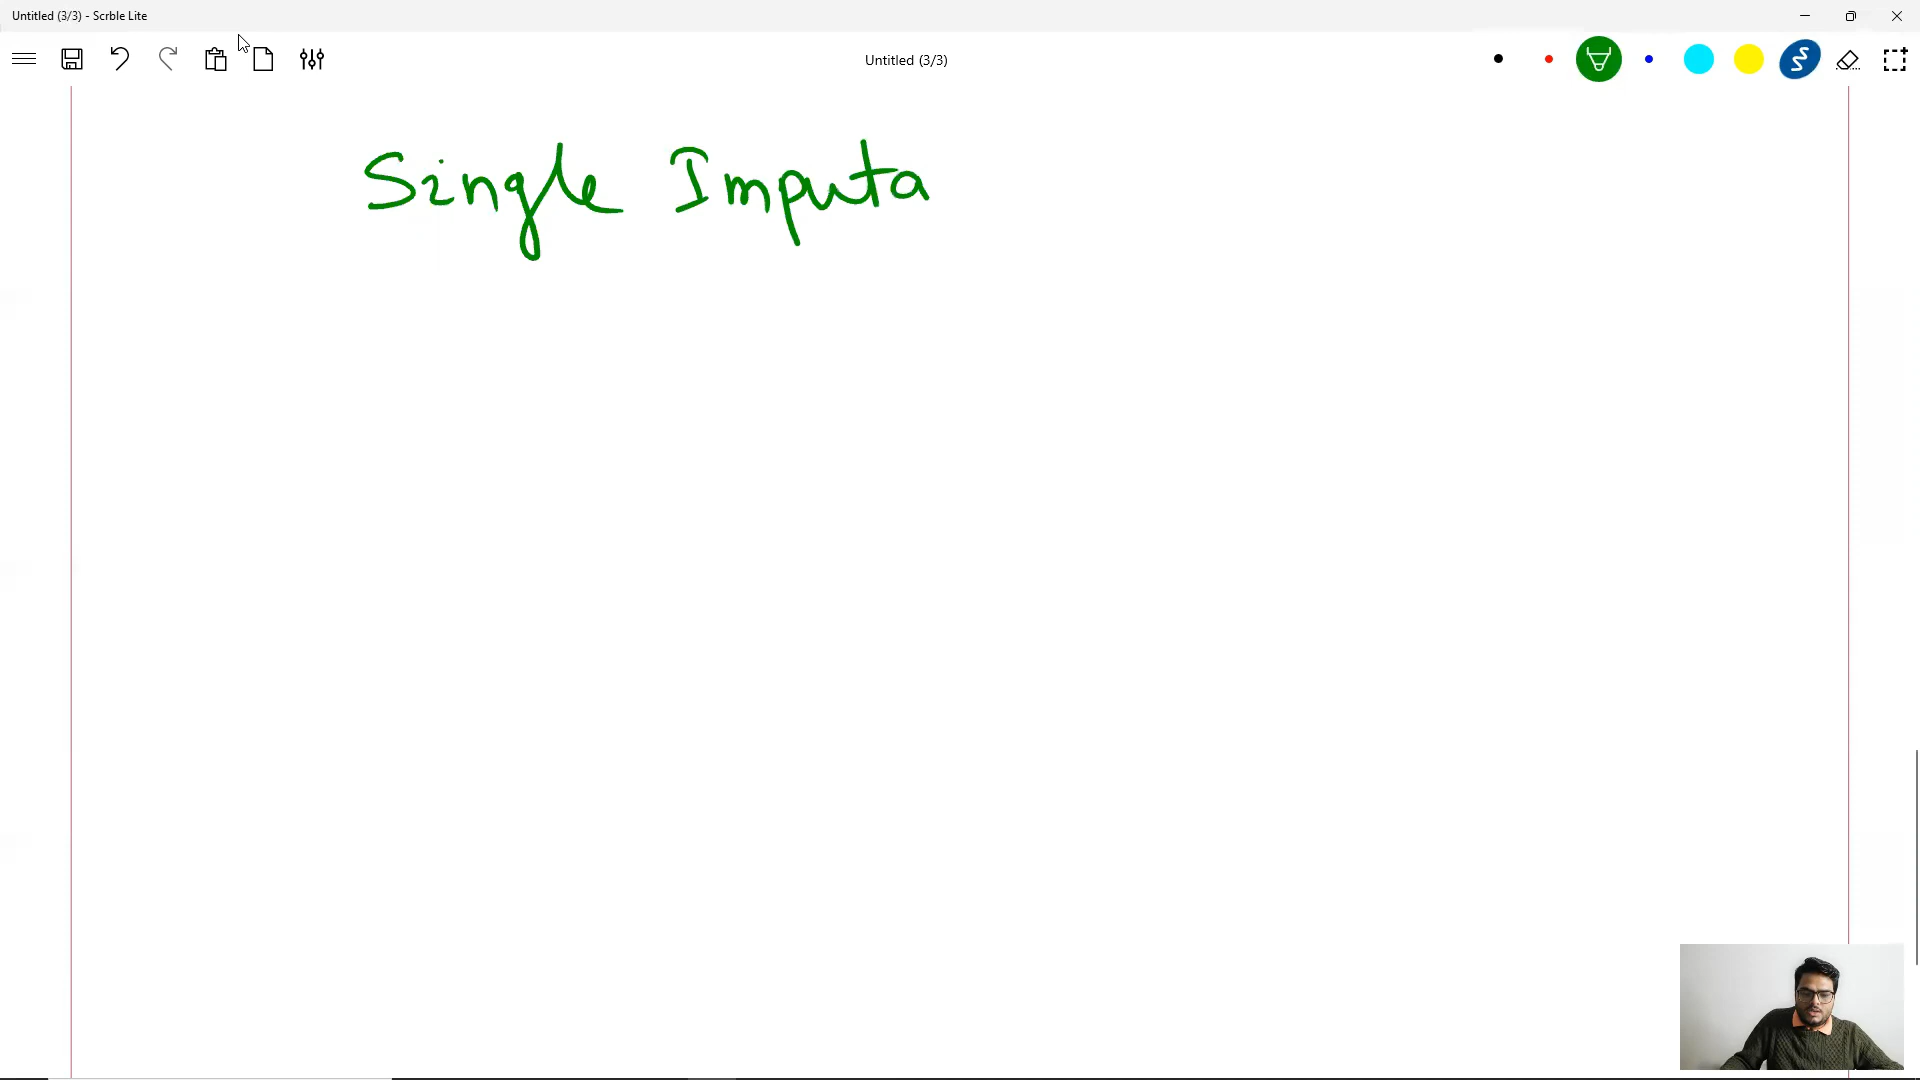 Untitled (3/3) - Scrble Lite
Untitled (3/3)
Single Imputa